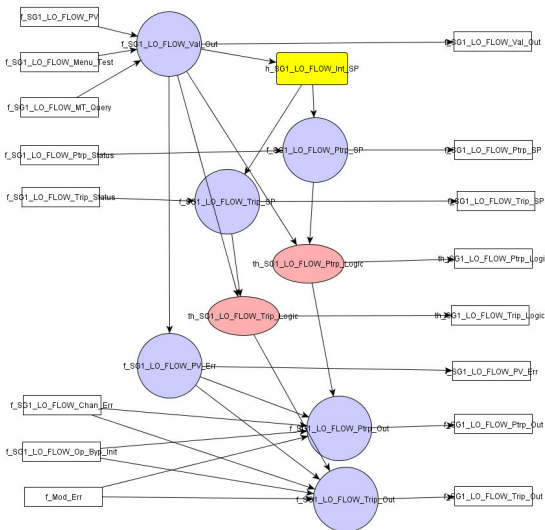 f_SG1_LO_FLOW_PV
f_SG1_LO_FLOW_Val_Out
f_SG1_LO_FLOW_Val_Out
f_SG1_LO_FLOW_Menu_Test
h_SG1_LO_FLOW_Int_SP
f_SG1_LO_FLOW_MT_Query
f_SG1_LO_FLOW_Ptrp_Status
f_SG1_LO_FLOW_Ptrp_SP
f_SG1_LO_FLOW_Ptrp_SP
f_SG1_LO_FLOW_Trip_Status
f_SG1_LO_FLOW_Trip_SP
f_SG1_LO_FLOW_Trip_SP
th_SG1_LO_FLOW_Ptrp_Logic
th_SG1_LO_FLOW_Ptrp_Logi
th_SG1_LO_FLOW_Trip_Logic
th_SG1_LO_FLOW_Trip_Logic
f_SG1_LO_FLOW_PV_Err
f_SG1_LO_FLOW_PV_Err
f_SG1_LO_FLOW_Chan_Err
f_SG1_LO_FLOW_Ptrp_Out
f_SG1_LO_FLOW_Ptrp_Out
f_SG1_LO_FLOW_Op_Byp_Init
f_Mod_Err
f_SG1_LO_FLOW_Trip_Out
f_SG1_LO_FLOW_Trip_Out